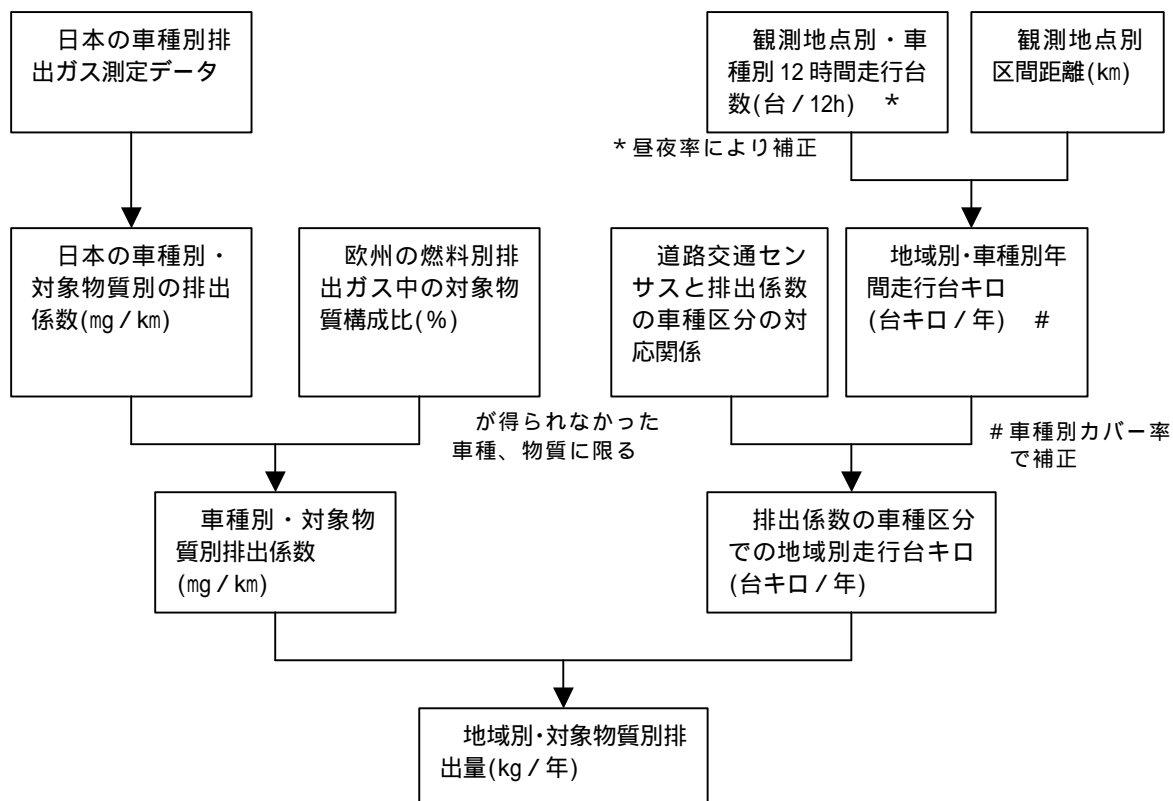 日本の車種別排
出ガス測定データ
観測地点別・車
種別12時間走行台
数(台／12h)　＊
観測地点別
区間距離(㎞)
＊昼夜率により補正
日本の車種別・
対象物質別の排出
係数(㎎／㎞)
欧州の燃料別排
出ガス中の対象物
質構成比(％)
道路交通セン
サスと排出係数
の車種区分の対
応関係
地域別･車種別年
間走行台キロ
(台キロ／年)　＃
が得られなかった
車種、物質に限る
＃車種別カバー率
で補正
車種別・対象物
質別排出係数
(㎎／㎞)
排出係数の車種区分
での地域別走行台キロ
(台キロ／年)
地域別･対象物質別排
出量(㎏／年)